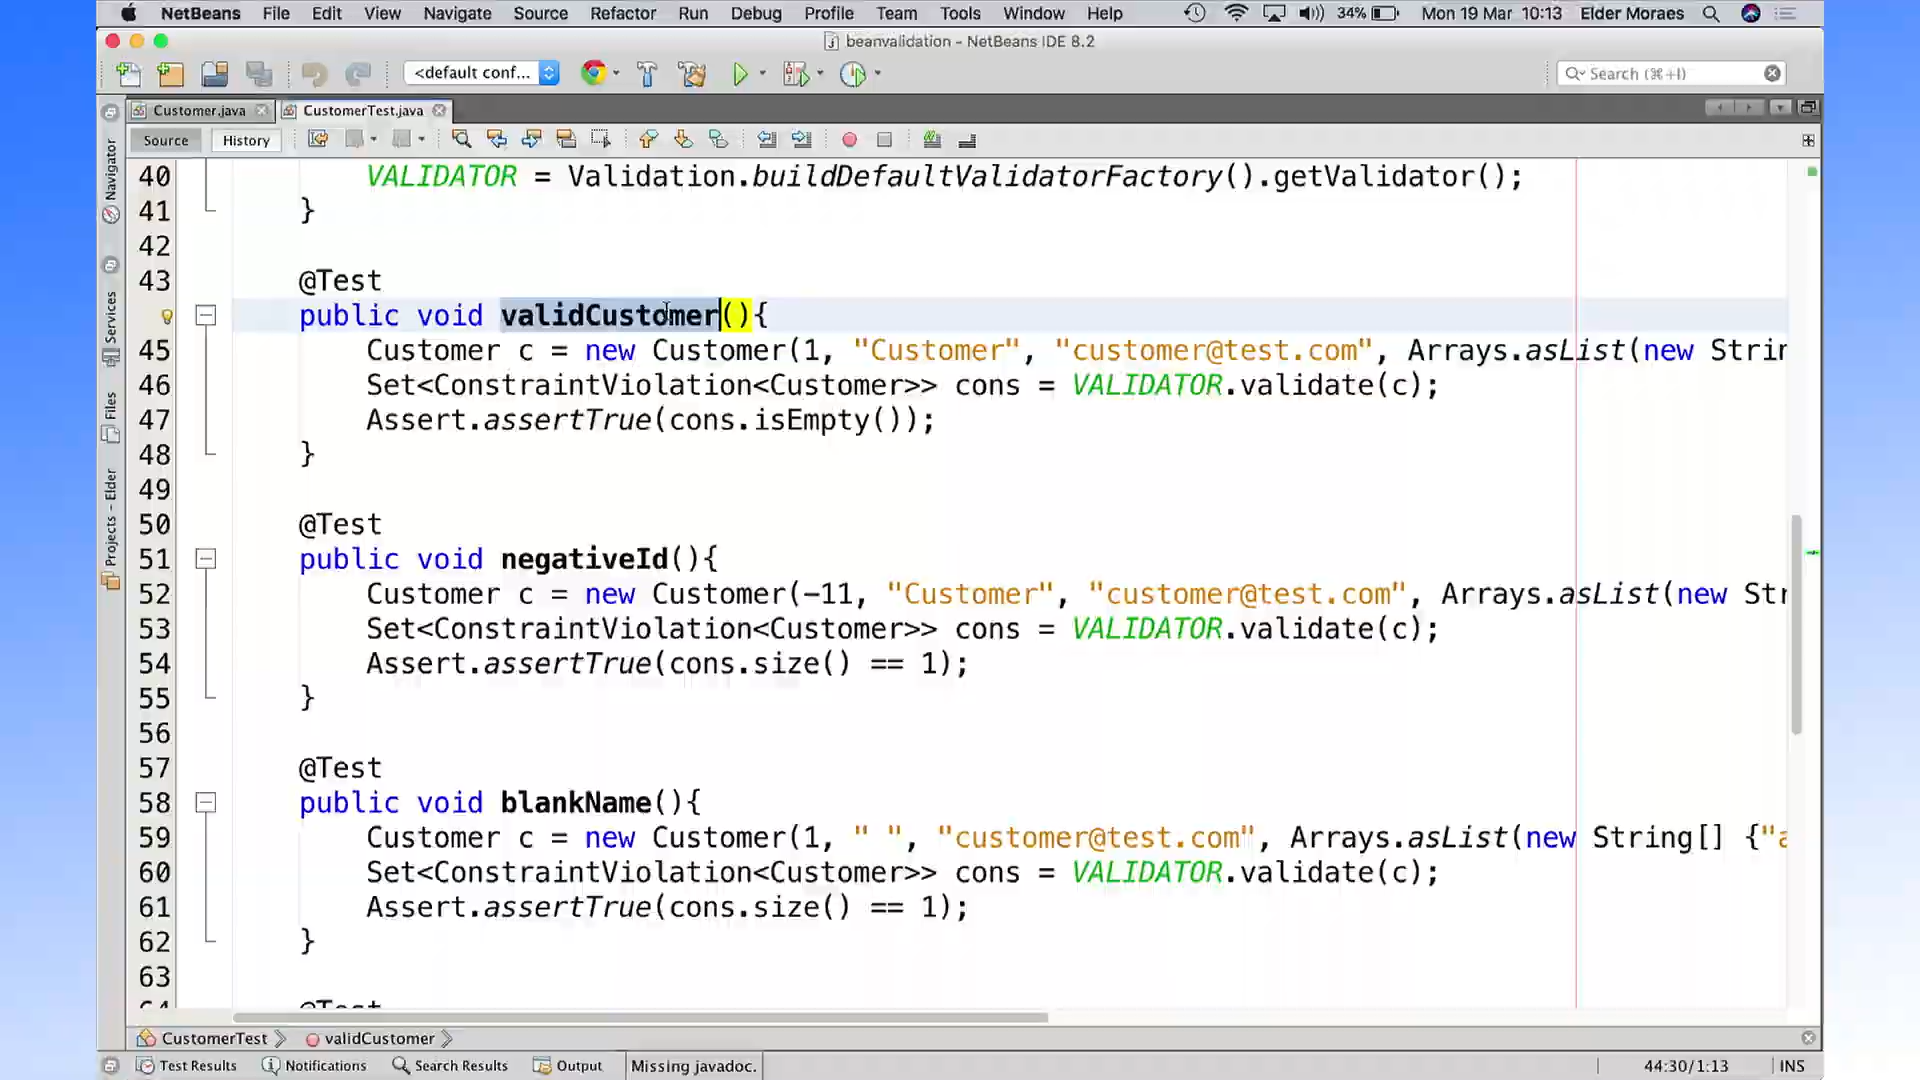 NetBeans File Edit View Navigate Source Refactor Run Debug Profile Team Tools Window Help 34% Mon 19 Mar 10:13 Elder Moraes
beanvalidation - NetBeans IDE 8.2
<default conf... Search (⌘+I)
Customer.java CustomerTest.java
Source History
Navigator
Services
Files
Projects - Elder
40 VALIDATOR = Validation.buildDefaultValidatorFactory().getValidator();
41 }
42
43 @Test
public void validCustomer(){
45 Customer c = new Customer(1, "Customer", "customer@test.com", Arrays.asList(new Strin
46 Set<ConstraintViolation<Customer>> cons = VALIDATOR.validate(c);
47 Assert.assertTrue(cons.isEmpty());
48 }
49
50 @Test
51 public void negativeId(){
52 Customer c = new Customer(-11, "Customer", "customer@test.com", Arrays.asList(new Str
53 Set<ConstraintViolation<Customer>> cons = VALIDATOR.validate(c);
54 Assert.assertTrue(cons.size() == 1);
55 }
56
57 @Test
58 public void blankName(){
59 Customer c = new Customer(1, " ", "customer@test.com", Arrays.asList(new String[] {"a
60 Set<ConstraintViolation<Customer>> cons = VALIDATOR.validate(c);
61 Assert.assertTrue(cons.size() == 1);
62 }
63
64 @Test
CustomerTest validCustomer
Test Results Notifications Search Results Output Missing javadoc. 44:30/1:13 INS